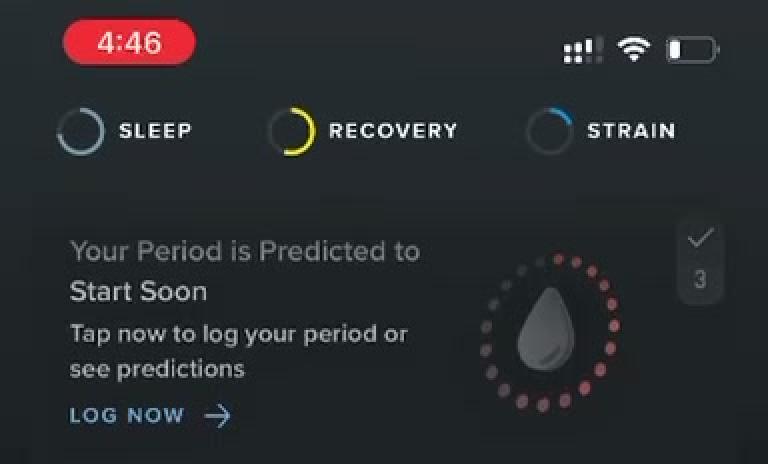 4:46
SLEEP RECOVERY STRAIN
Your Period is Predicted to
Start Soon
3
Tap now to log your period or
see predictions
LOG NOW →